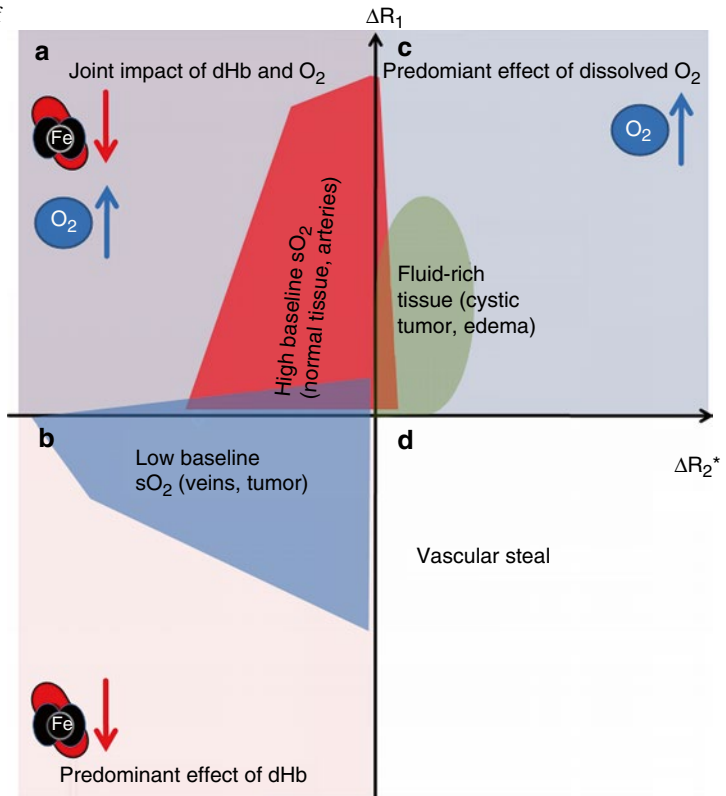 f
ΔR1
a
c
Joint impact of dHb and O2
Predomiant effect of dissolved O2
Fe
O2
O2
High baseline sO2
(normal tissue, arteries)
Fluid-rich
tissue (cystic
tumor, edema)
b
d
Low baseline
sO2 (veins, tumor)
ΔR2*
Vascular steal
Fe
Predominant effect of dHb